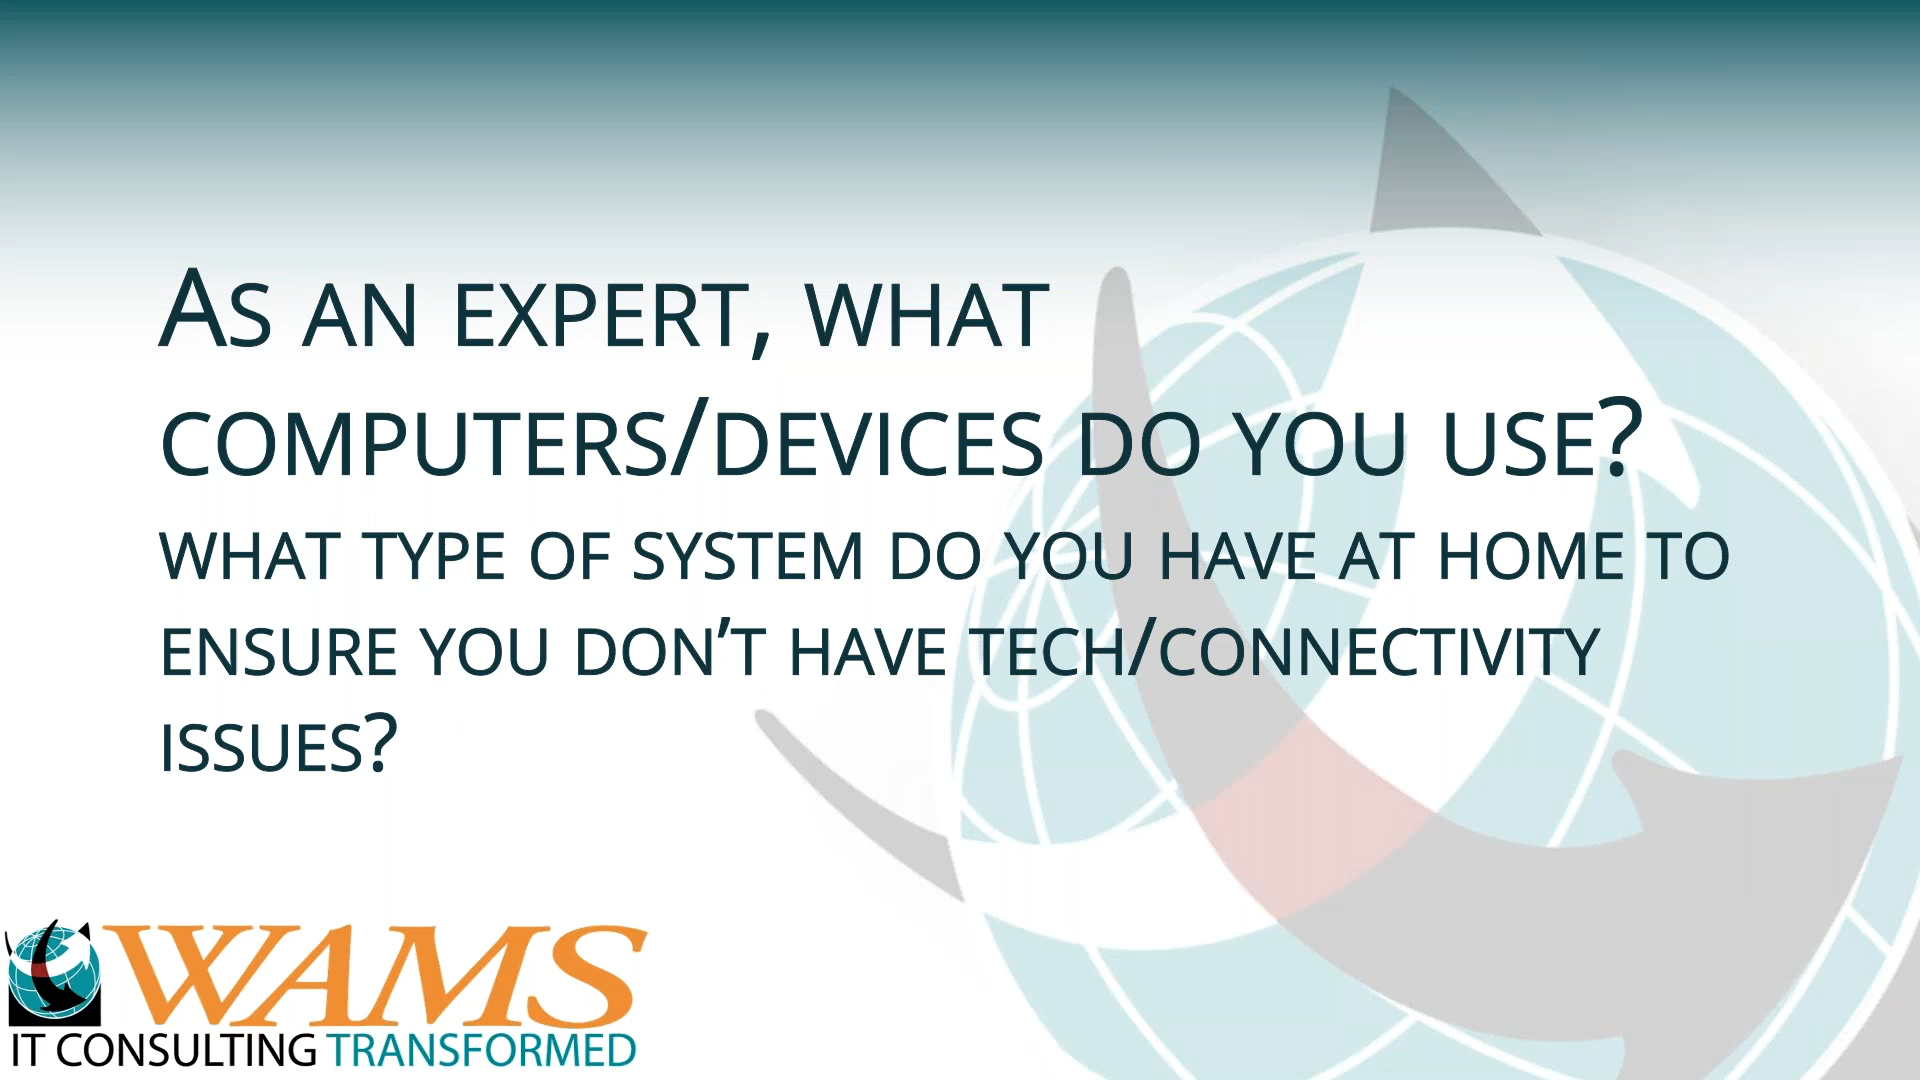 As an expert, what
computers/devices do you use?
what type of system do you have at home to
ensure you don't have tech/connectivity
issues?
WAMS
IT CONSULTING TRANSFORMED